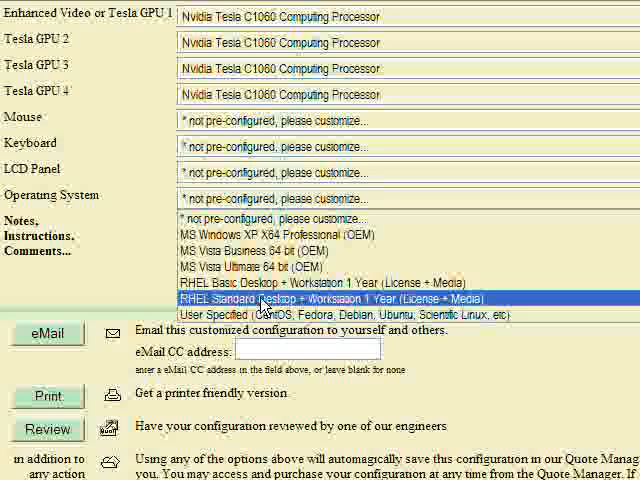 Enhanced Video or Tesla GPU 1 Nvidia Tesla C1060 Computing Processor
Tesla GPU 2 Nvidia Tesla C1060 Computing Processor
Tesla GPU 3 Nvidia Tesla C1060 Computing Processor
Tesla GPU 4 Nvidia Tesla C1060 Computing Processor
Mouse * not pre-configured, please customize...
Keyboard * not pre-configured, please customize...
LCD Panel * not pre-configured, please customize...
Operating System * not pre-configured, please customize...
Notes,
Instructions,
Comments...
* not pre-configured, please customize...
MS Windows XP X64 Professional (OEM)
MS Vista Business 64 bit (OEM)
MS Vista Ultimate 64 bit (OEM)
RHEL Basic Desktop + Workstation 1 Year (License + Media)
RHEL Standard Desktop + Workstation 1 Year (License + Media)
User Specified (CentOS, Fedora, Debian, Ubuntu, Scientific Linux, etc)
eMail Email this customized configuration to yourself and others.
eMail CC address:
enter a eMail CC address in the field above, or leave blank for none
Print Get a printer friendly version
Review Have your configuration reviewed by one of our engineers
in addition to
any action
Using any of the options above will automatically save this configuration in our Quote Manag
you. You may access and purchase your configuration at any time from the Quote Manager. If